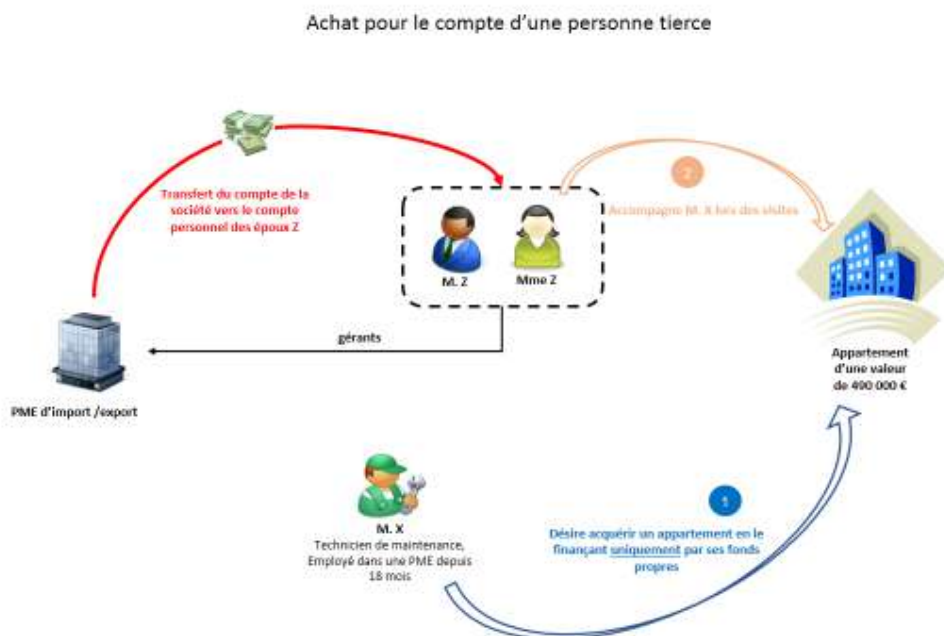 Achat pour le compte d'une personne tierce
Transfert du compte de la
société vers le compte
personnel des époux Z
2
Accompagne M. X lors des visites
M. Z
Mme Z
gérants
PME d'import /export
Appartement
d'une valeur
de 490 000 €
M. X
Technicien de maintenance,
Employé dans une PME depuis
18 mois
1
Désire acquérir un appartement en le
finançant uniquement par ses fonds
propres